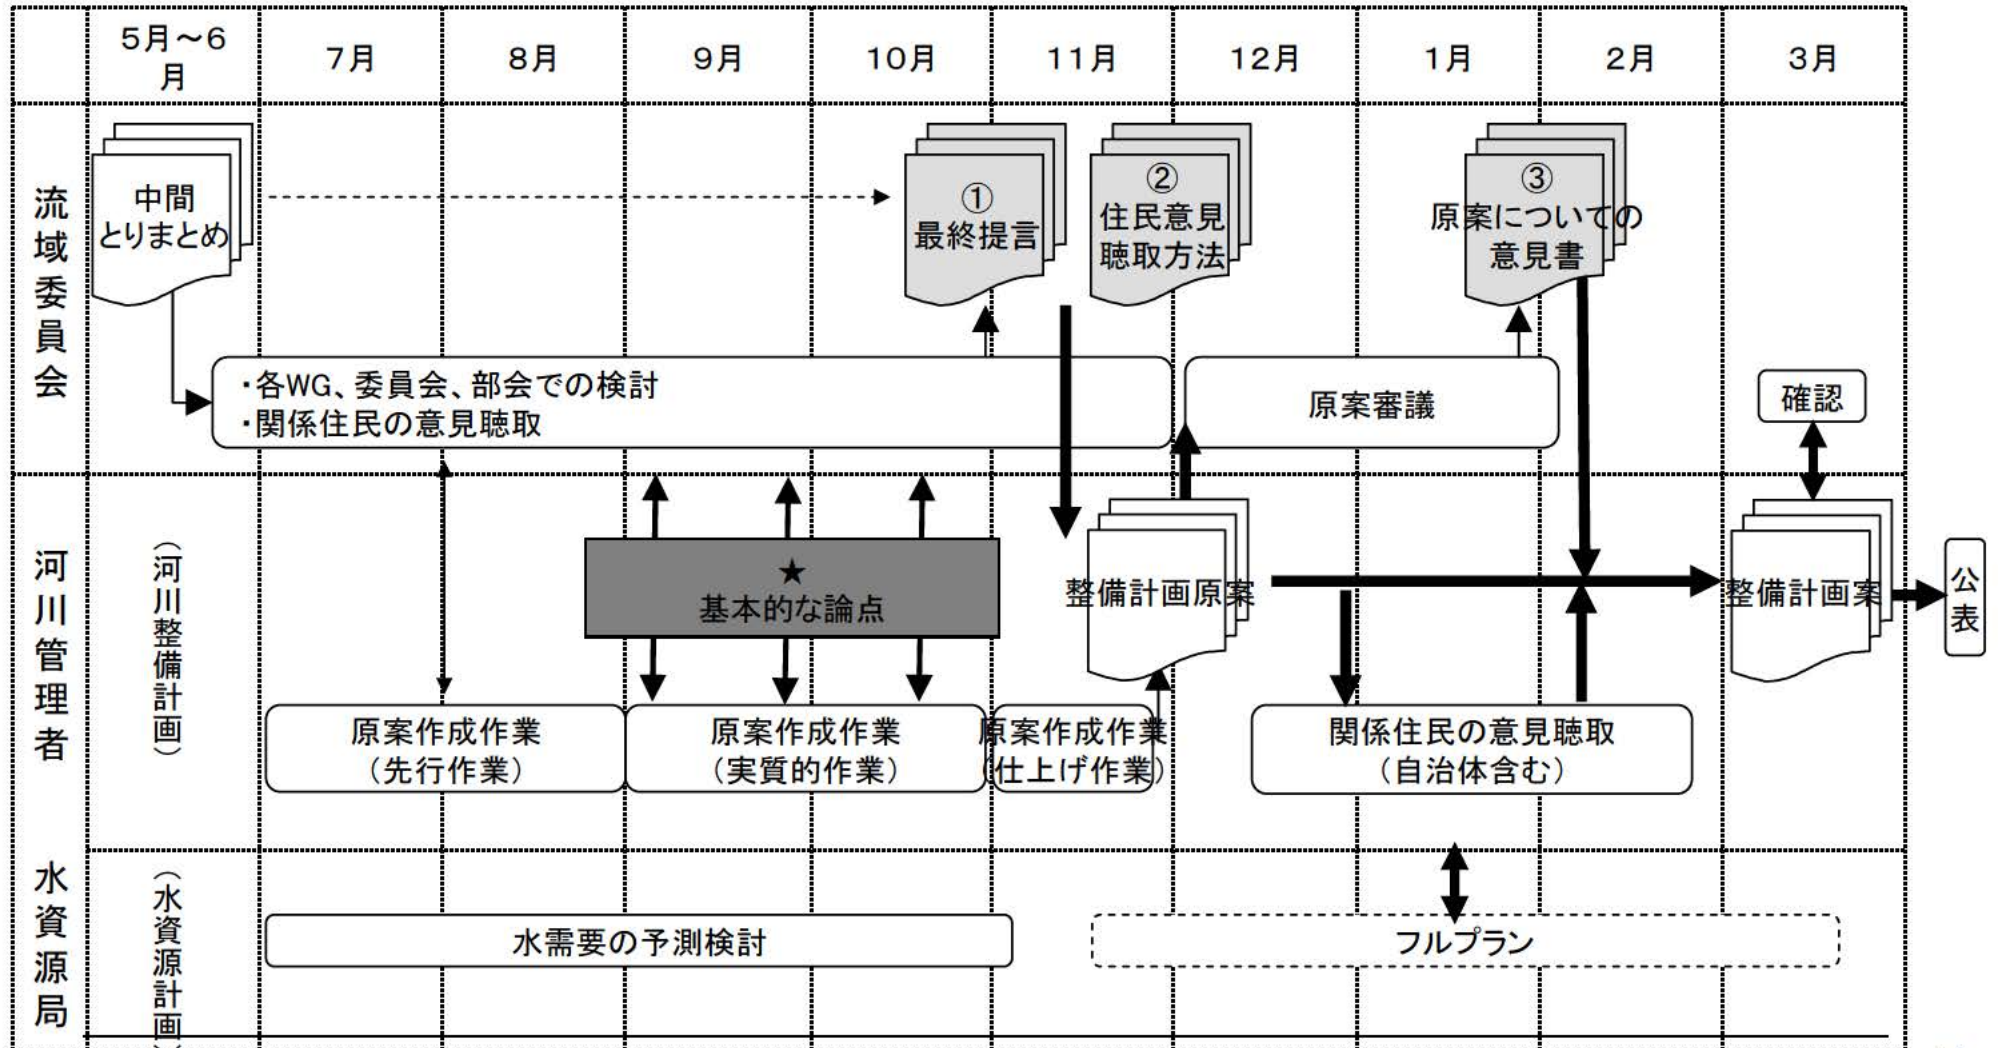 5月～6
月
7月
8月
9月
10月
11月
12月
1月
2月
3月
流域委員会
中間
とりまとめ
①
最終提言
②
住民意見
聴取方法
③
原案についての
意見書
・各WG、委員会、部会での検討
・関係住民の意見聴取
原案審議
確認
河川管理者
（河川整備計画）
★
基本的な論点
整備計画原案
整備計画案
公表
原案作成作業
（先行作業）
原案作成作業
（実質的作業）
原案作成作業
（仕上げ作業）
関係住民の意見聴取
（自治体含む）
水資源局
（水資源計画）
水需要の予測検討
フルプラン